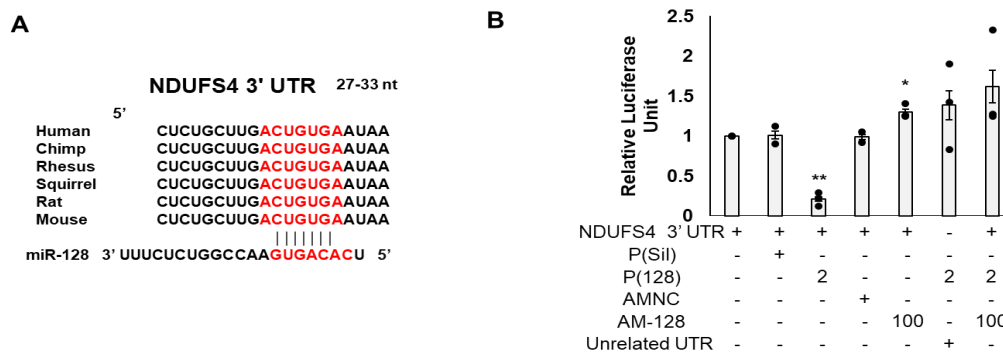 A
NDUFS4 3' UTR 27-33 nt
5’
Human CUCUGCUUGACUGUGAAUAA
Chimp CUCUGCUUGACUGUGAAUAA
Rhesus CUCUGCUUGACUGUGAAUAA
Squirrel CUCUGCUUGACUGUGAAUAA
Rat CUCUGCUUGACUGUGAAUAA
Mouse CUCUGCUUGACUGUGAAUAA
miR-128 3’ UUUCUCUGGCCAAGUGACACU 5’
B
Relative Luciferase
Unit
2.5
2
1.5
1
0.5
0
**
*
NDUFS4 3’ UTR + + + + + - +
P(Sil) - + - - - - -
P(128) - - 2 - - 2 2
AMNC - - - + - - -
AM-128 - - - - 100 - 100
Unrelated UTR - - - - - + -